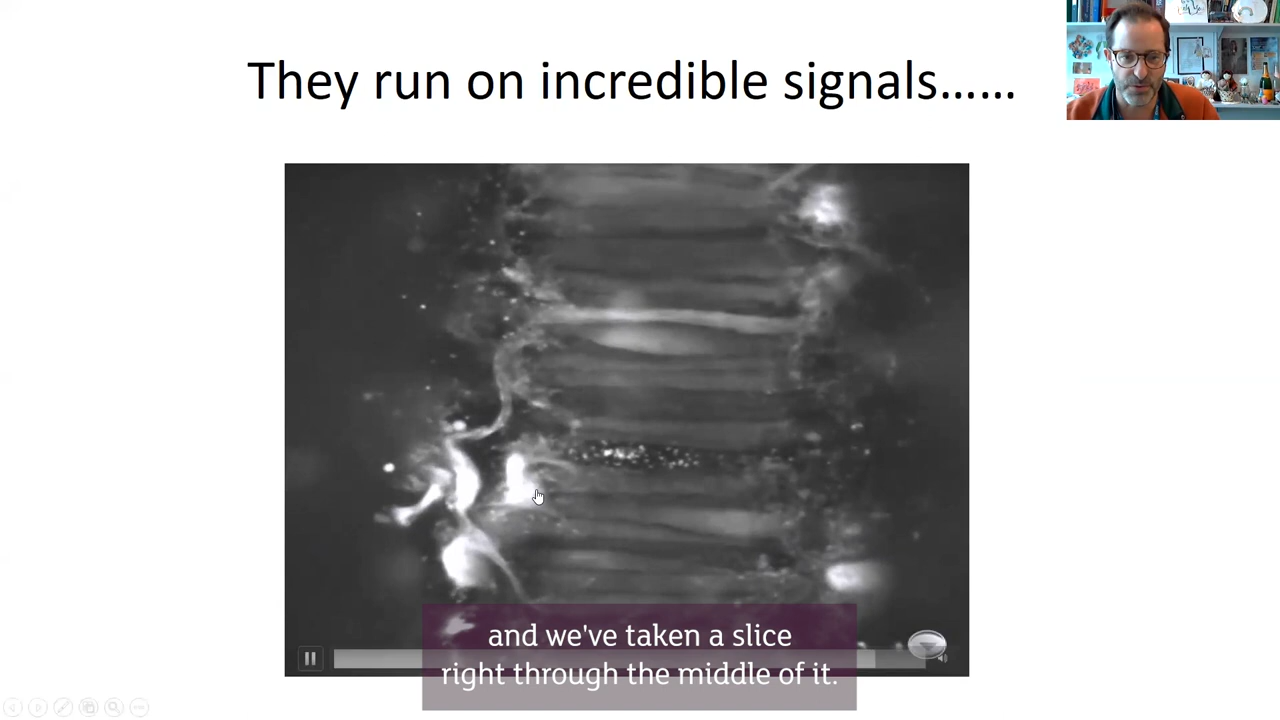 They run on incredible signals......
and we've taken a slice
right through the middle of it.